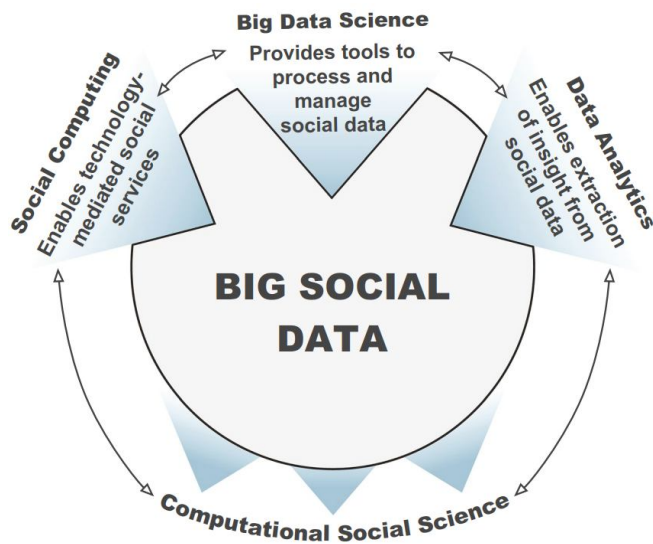 Big Data Science
Provides tools to
process and
manage
social data
Social Computing
Enables technology-
mediated social
services
Data Analytics
Enables extraction
of insight from
social data
BIG SOCIAL
DATA
Computational Social Science